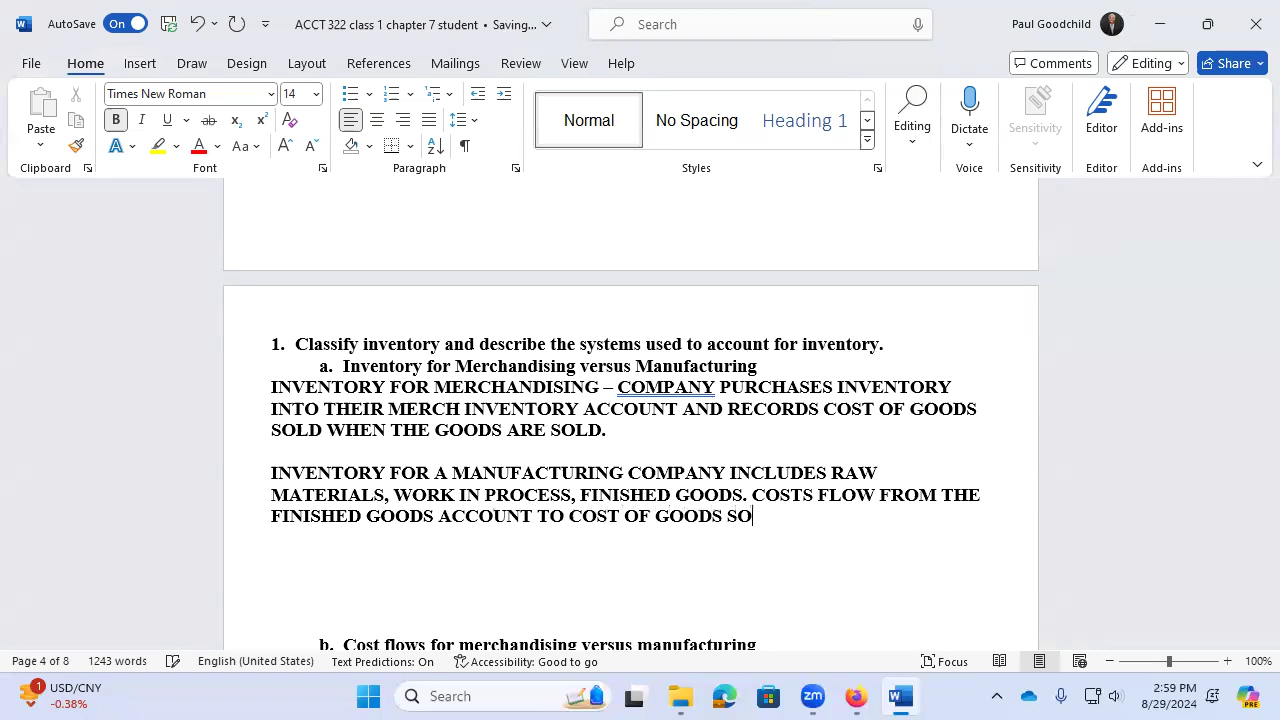 AutoSave On ACCT 322 class 1 chapter 7 student • Saving... Search Paul Goodchild
File Home Insert Draw Design Layout References Mailings Review View Help Comments Editing Share
Times New Roman 14 Normal No Spacing Heading 1
Paste Editing Dictate Sensitivity Editor Add-ins
Clipboard Font Paragraph Styles Voice Sensitivity Editor Add-ins
1. Classify inventory and describe the systems used to account for inventory.
a. Inventory for Merchandising versus Manufacturing
INVENTORY FOR MERCHANDISING – COMPANY PURCHASES INVENTORY
INTO THEIR MERCH INVENTORY ACCOUNT AND RECORDS COST OF GOODS
SOLD WHEN THE GOODS ARE SOLD.
INVENTORY FOR A MANUFACTURING COMPANY INCLUDES RAW
MATERIALS, WORK IN PROCESS, FINISHED GOODS. COSTS FLOW FROM THE
FINISHED GOODS ACCOUNT TO COST OF GOODS SO
b. Cost flows for merchandising versus manufacturing
Page 4 of 8 1243 words English (United States) Text Predictions: On Accessibility: Good to go Focus 100%
1 USD/CNY
-0.38%
Search
zm
2:59 PM
8/29/2024
PRE